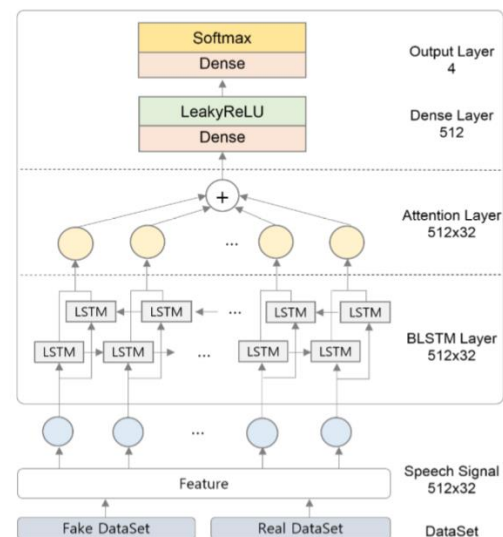 Softmax
Dense
Output Layer
4
LeakyReLU
Dense
Dense Layer
512
+
...
Attention Layer
512x32
LSTM LSTM ... LSTM LSTM
LSTM LSTM ... LSTM LSTM
BLSTM Layer
512x32
...
Feature
Speech Signal
512x32
Fake DataSet Real DataSet DataSet